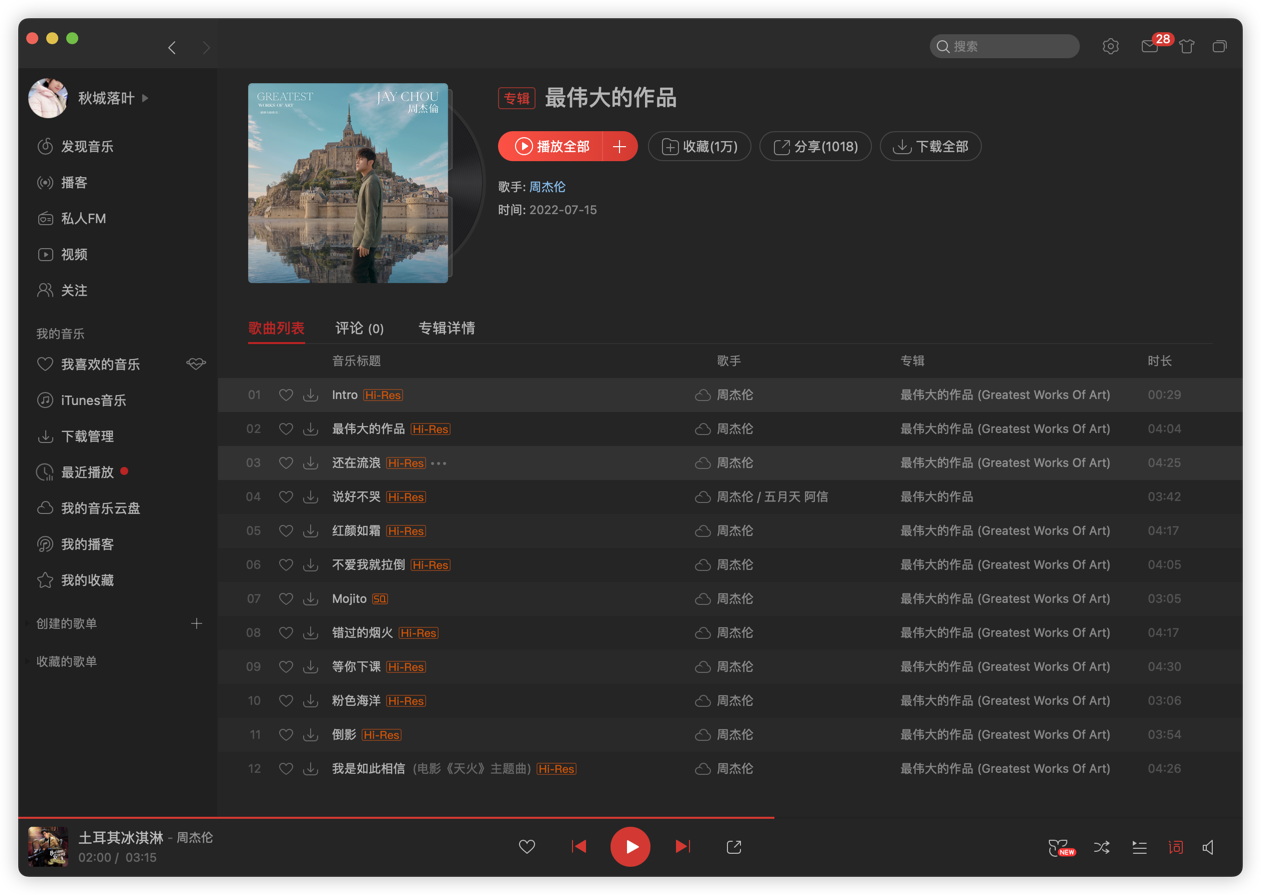 搜索
28
秋城落叶
发现音乐
播客
私人FM
视频
关注
我的音乐
我喜欢的音乐
iTunes音乐
下载管理
最近播放
我的音乐云盘
我的播客
我的收藏
创建的歌单
收藏的歌单
GREATEST
WORKS OF ART
JAY CHOU
周杰倫
专辑 最伟大的作品
播放全部 收藏(1万) 分享(1018) 下载全部
歌手: 周杰伦
时间: 2022-07-15
歌曲列表 评论 (0) 专辑详情
音乐标题 歌手 专辑 时长
01 Intro Hi-Res 周杰伦 最伟大的作品 (Greatest Works Of Art) 00:29
02 最伟大的作品 Hi-Res 周杰伦 最伟大的作品 (Greatest Works Of Art) 04:04
03 还在流浪 Hi-Res ••• 周杰伦 最伟大的作品 (Greatest Works Of Art) 04:25
04 说好不哭 Hi-Res 周杰伦 / 五月天 阿信 最伟大的作品 03:42
05 红颜如霜 Hi-Res 周杰伦 最伟大的作品 (Greatest Works Of Art) 04:17
06 不爱我就拉倒 Hi-Res 周杰伦 最伟大的作品 (Greatest Works Of Art) 04:05
07 Mojito SQ 周杰伦 最伟大的作品 (Greatest Works Of Art) 03:05
08 错过的烟火 Hi-Res 周杰伦 最伟大的作品 (Greatest Works Of Art) 04:17
09 等你下课 Hi-Res 周杰伦 最伟大的作品 (Greatest Works Of Art) 04:30
10 粉色海洋 Hi-Res 周杰伦 最伟大的作品 (Greatest Works Of Art) 03:06
11 倒影 Hi-Res 周杰伦 最伟大的作品 (Greatest Works Of Art) 03:54
12 我是如此相信 (电影《天火》主题曲) Hi-Res 周杰伦 最伟大的作品 (Greatest Works Of Art) 04:26
土耳其冰淇淋 - 周杰伦
02:00 / 03:15
NEW
词